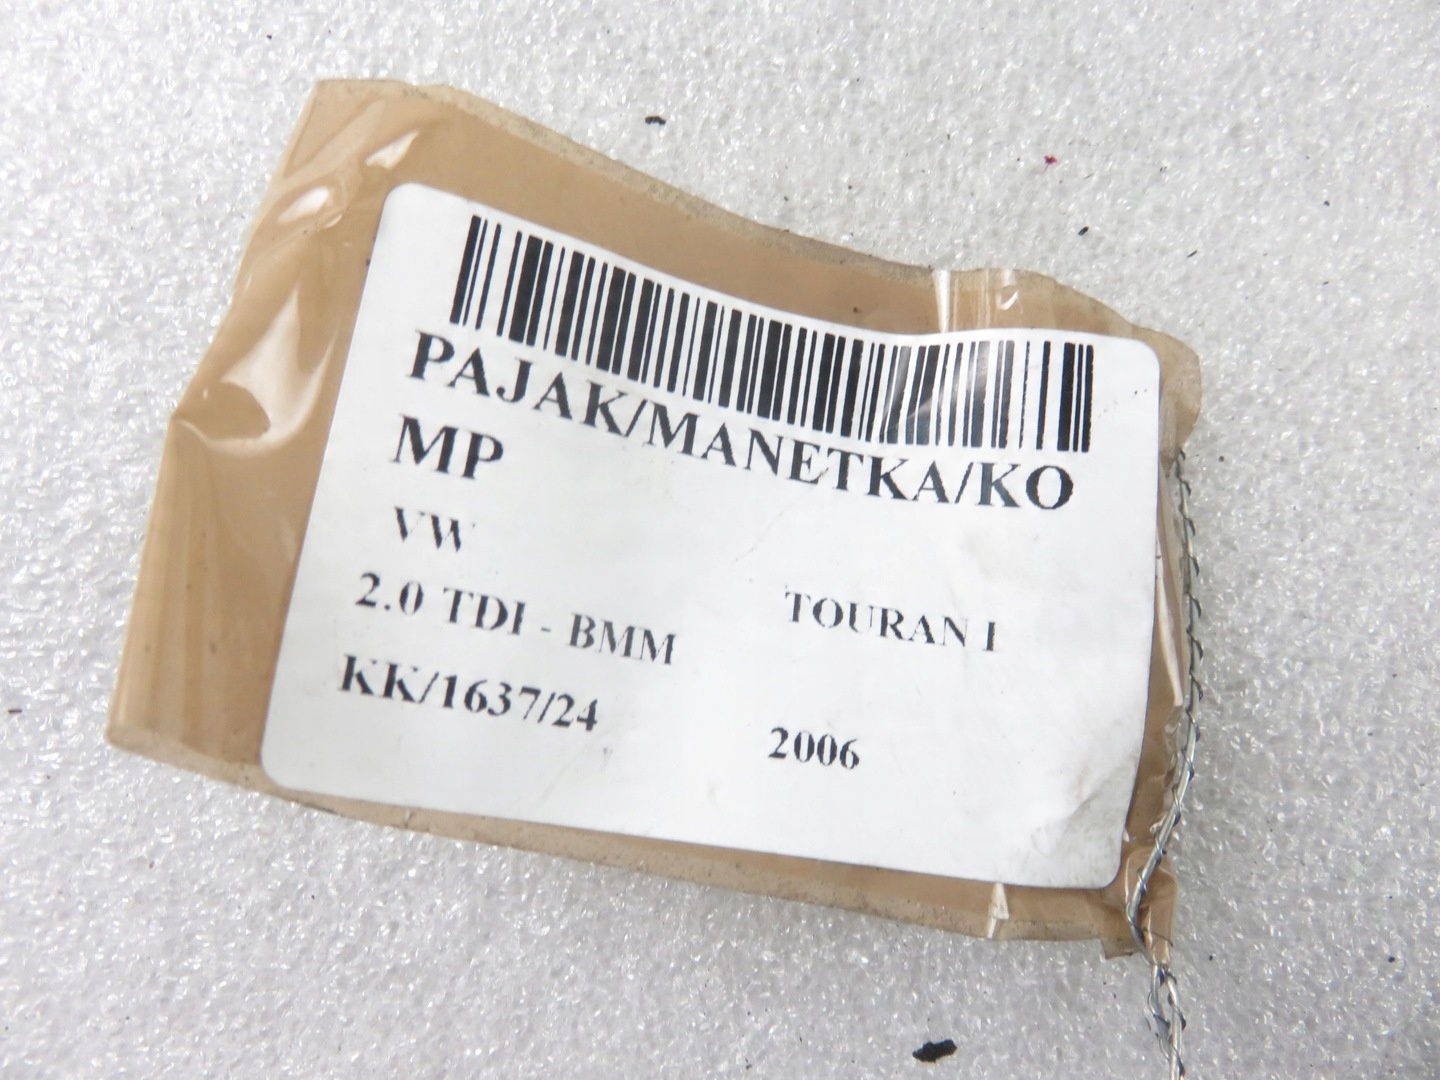 PAJAK/MANETKA/KO
MP
VW
TOURAN I
2.0 TDI - BMM
KK/1637/24
2006